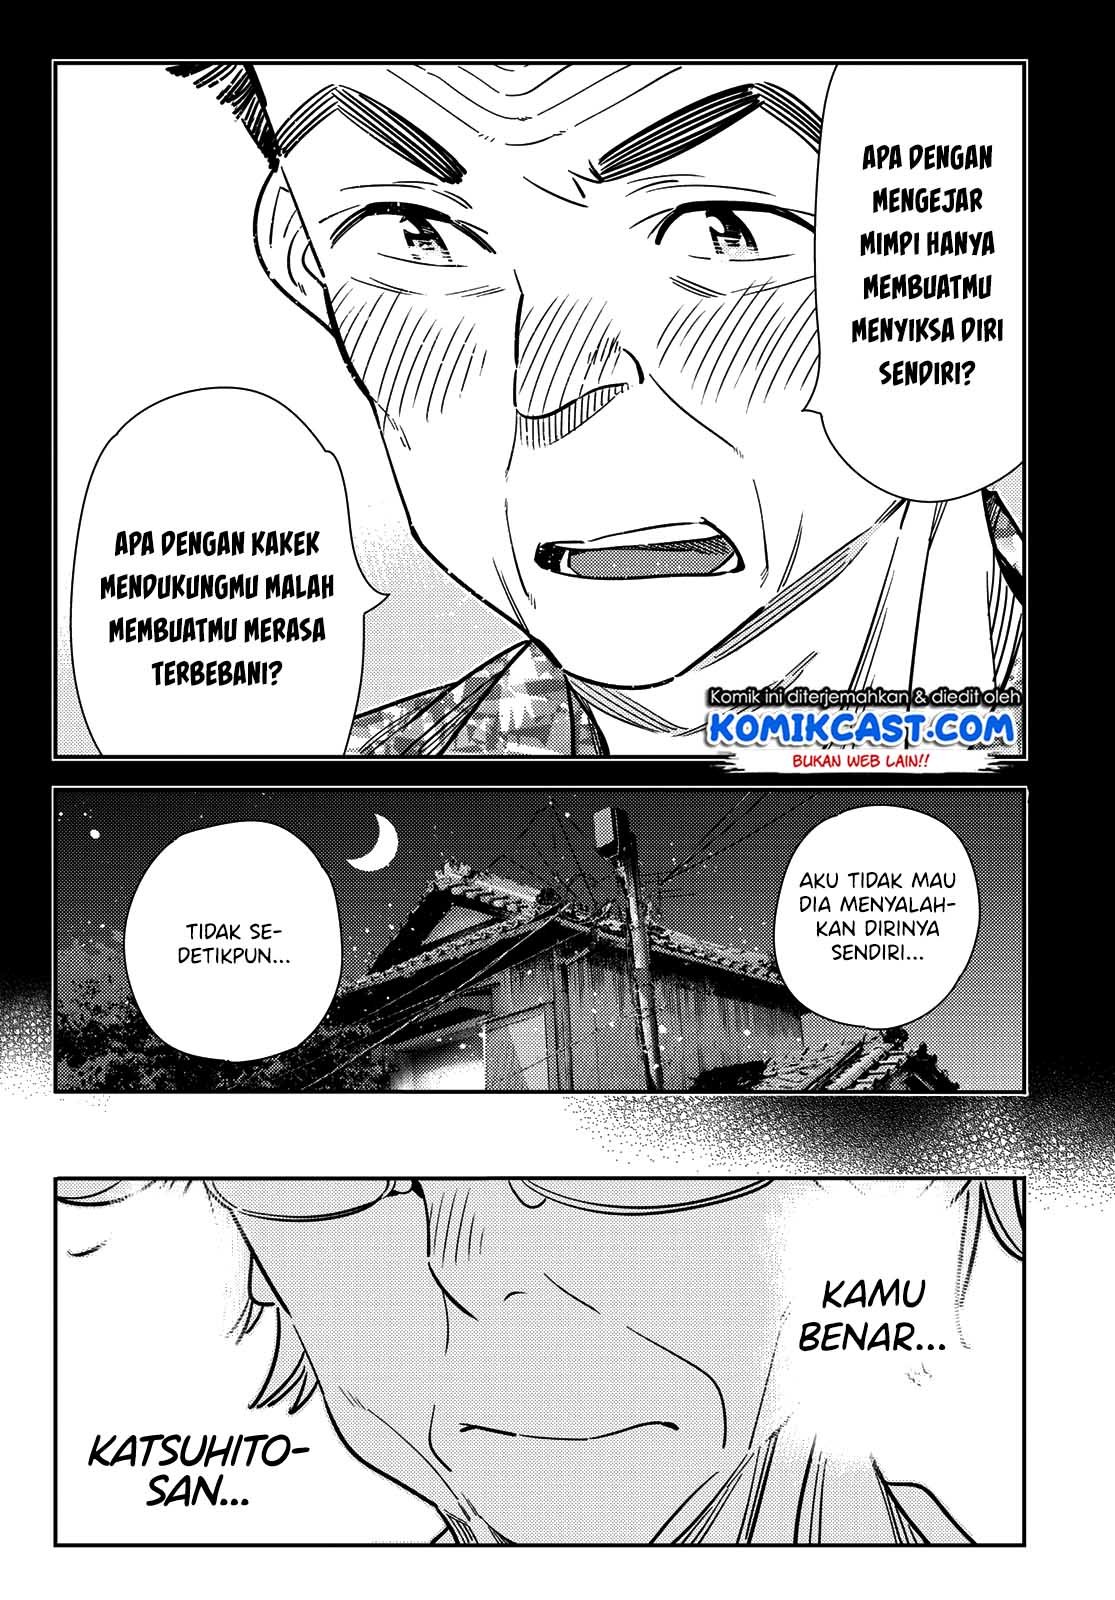 APA DENGAN
MENGEJAR
MIMPI HANYA
MEMBUATMU
MENYIKSA DIRI
SENDIRI?
APA DENGAN KAKEK
MENDUKUNGMU MALAH
MEMBUATMU MERASA
TERBEBANI?
Komik ini diterjemahkan & diedit oleh
KOMIKCAST.COM
BUKAN WEB LAIN!!
AKU TIDAK MAU
DIA MENYALAH-
KAN DIRINYA
SENDIRI...
TIDAK SE-
DETIKPUN...
KAMU
BENAR...
KATSUHITO-
SAN...